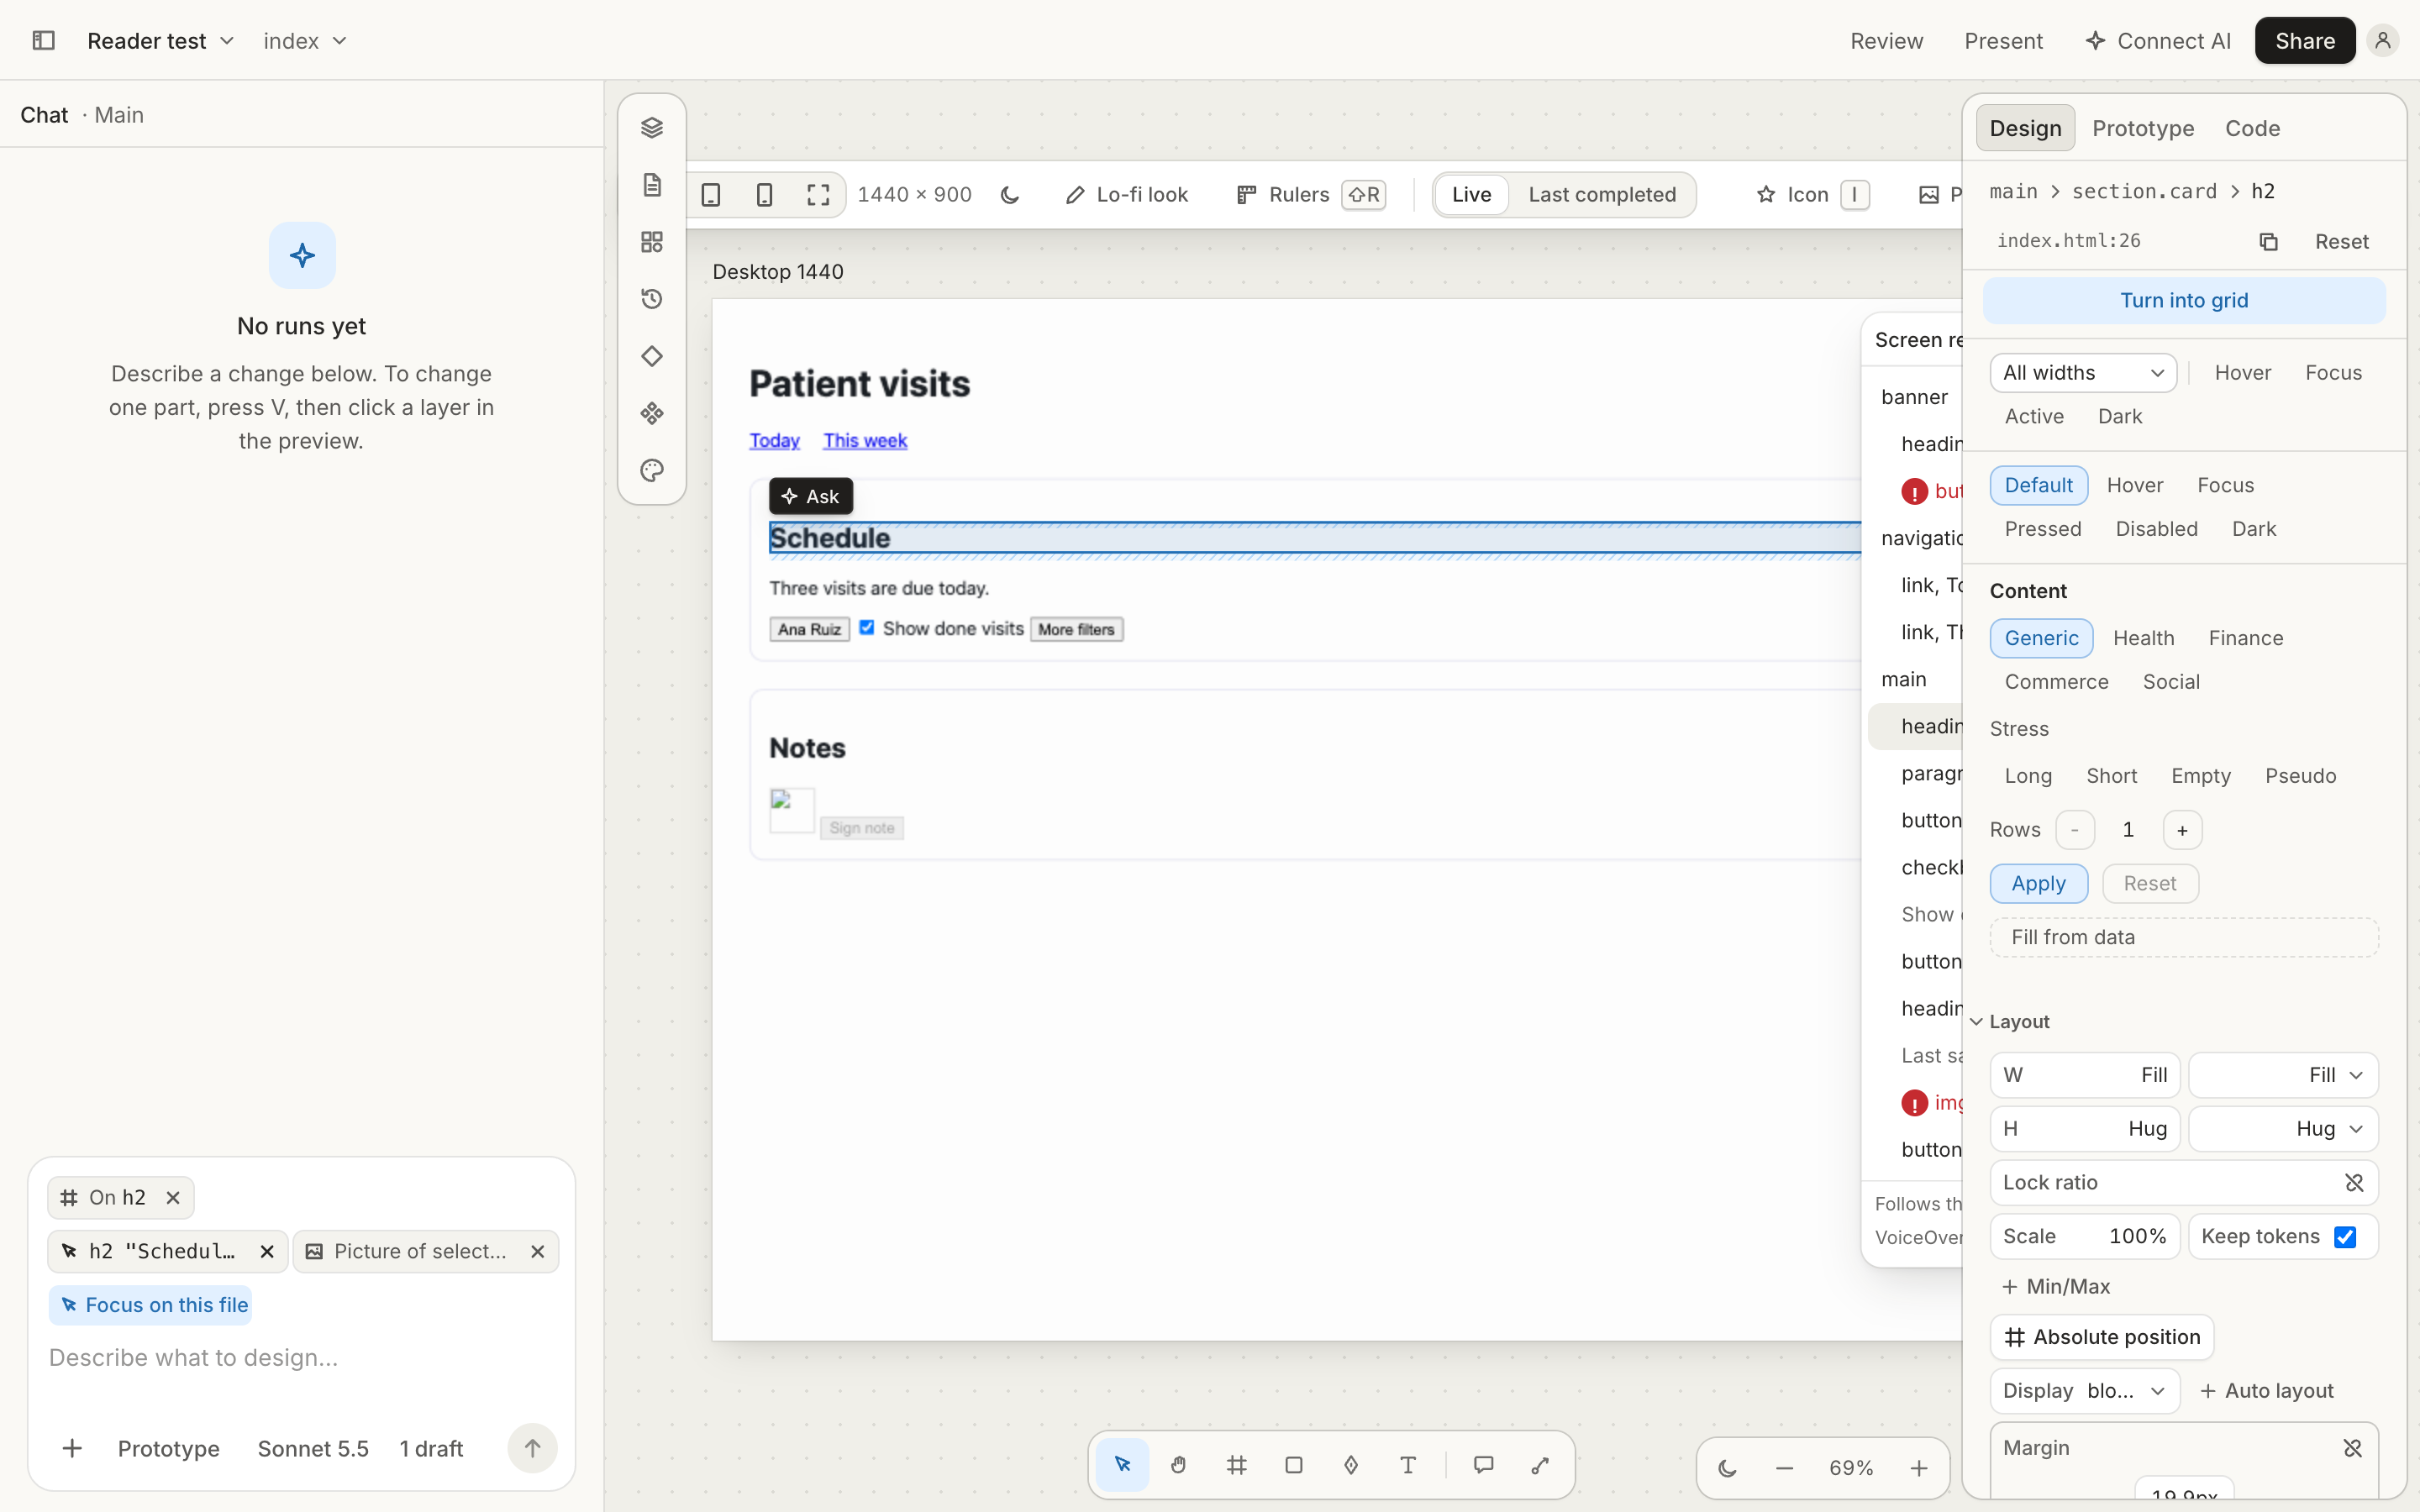 Reader test
index
Review
Present
Connect AI
Share
Chat · Main
No runs yet
Describe a change below. To change
one part, press V, then click a layer in
the preview.
On h2
h2 "Schedul…
Picture of select…
Focus on this file
Describe what to design...
Prototype
Sonnet 5.5
1 draft
1440 × 900
Lo-fi look
Rulers ⇧R
Live
Last completed
Icon I
P
Desktop 1440
Patient visits
Today This week
Ask
Schedule
Three visits are due today.
Ana Ruiz Show done visits More filters
Notes
Sign note
Screen re
banner
headin
but
navigatio
link, To
link, Th
main
headin
paragr
button
checkb
Show
button
headin
Last sa
img
button
Follows th
VoiceOver
69%
Design Prototype Code
main > section.card > h2
index.html:26
Reset
Turn into grid
All widths
Hover Focus
Active Dark
Default Hover Focus
Pressed Disabled Dark
Content
Generic Health Finance
Commerce Social
Stress
Long Short Empty Pseudo
Rows - 1 +
Apply Reset
Fill from data
Layout
W Fill Fill
H Hug Hug
Lock ratio
Scale 100% Keep tokens
+ Min/Max
Absolute position
Display blo… + Auto layout
Margin
19.9px